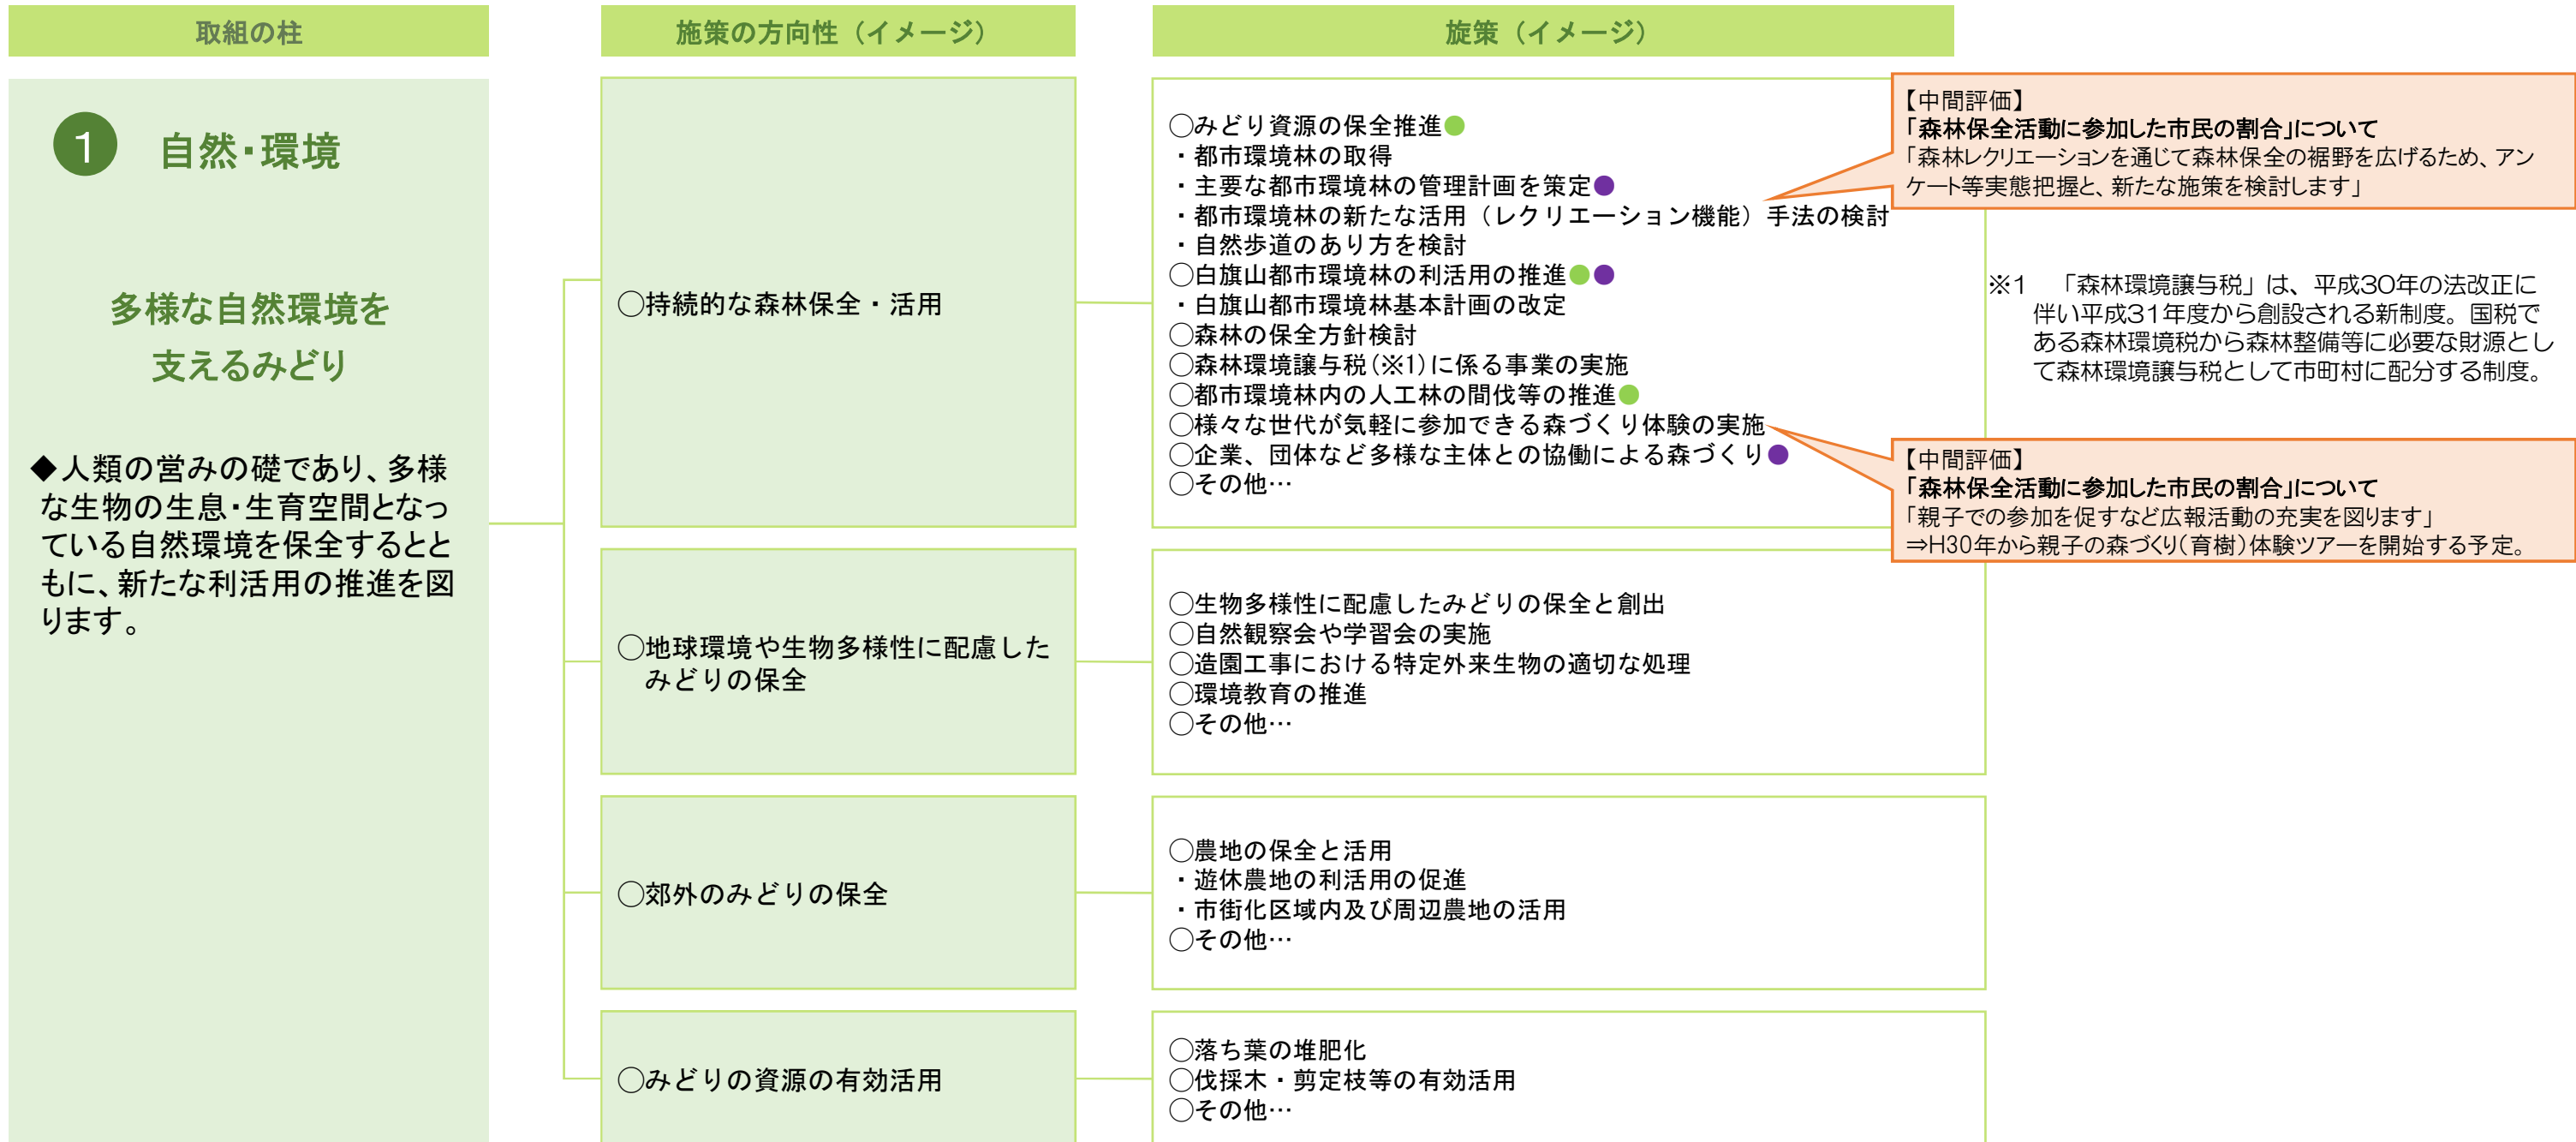 取組の柱
施策の方向性（イメージ）
旋策（イメージ）
1 自然・環境
多様な自然環境を
支えるみどり
◆人類の営みの礎であり、多様
な生物の生息・生育空間となっ
ている自然環境を保全するとと
もに、新たな利活用の推進を図
ります。
○持続的な森林保全・活用
○みどり資源の保全推進●
・都市環境林の取得
・主要な都市環境林の管理計画を策定●
・都市環境林の新たな活用（レクリエーション機能）手法の検討
・自然歩道のあり方を検討
○白旗山都市環境林の利活用の推進●●
・白旗山都市環境林基本計画の改定
○森林の保全方針検討
○森林環境譲与税(※1)に係る事業の実施
○都市環境林内の人工林の間伐等の推進●
○様々な世代が気軽に参加できる森づくり体験の実施
○企業、団体など多様な主体との協働による森づくり●
○その他…
【中間評価】
「森林保全活動に参加した市民の割合」について
「森林レクリエーションを通じて森林保全の裾野を広げるため、アン
ケート等実態把握と、新たな施策を検討します」
※1　「森林環境譲与税」は、平成30年の法改正に
伴い平成31年度から創設される新制度。国税で
ある森林環境税から森林整備等に必要な財源とし
て森林環境譲与税として市町村に配分する制度。
【中間評価】
「森林保全活動に参加した市民の割合」について
「親子での参加を促すなど広報活動の充実を図ります」
⇒H30年から親子の森づくり(育樹)体験ツアーを開始する予定。
○地球環境や生物多様性に配慮した
みどりの保全
○生物多様性に配慮したみどりの保全と創出
○自然観察会や学習会の実施
○造園工事における特定外来生物の適切な処理
○環境教育の推進
○その他…
○郊外のみどりの保全
○農地の保全と活用
・遊休農地の利活用の促進
・市街化区域内及び周辺農地の活用
○その他…
○みどりの資源の有効活用
○落ち葉の堆肥化
○伐採木・剪定枝等の有効活用
○その他…